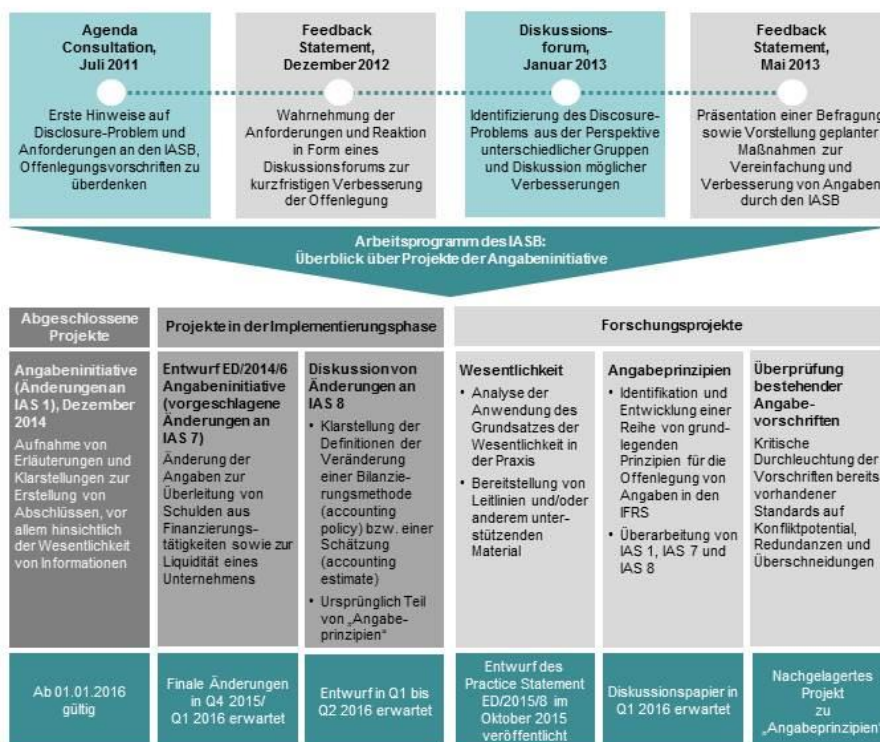 Agenda
Consultation,
Juli 2011
Erste Hinweise auf
Disclosure-Problem und
Anforderungen an den IASB,
Offenlegungsvorschriften zu
überdenken
Feedback
Statement,
Dezember 2012
Wahrnehmung der
Anforderungen und Reaktion
in Form eines
Diskussionsforums zur
kurzfristigen Verbesserung
der Offenlegung
Diskussions-
forum,
Januar 2013
Identifizierung des Discosure-
Problems aus der Perspektive
unterschiedlicher Gruppen
und Diskussion möglicher
Verbesserungen
Feedback
Statement,
Mai 2013
Präsentation einer Befragung
sowie Vorstellung geplanter
Maßnahmen zur
Vereinfachung und
Verbesserung von Angaben
durch den IASB
Arbeitsprogramm des IASB:
Überblick über Projekte der Angabeninitiative
Abgeschlossene
Projekte
Angabeninitiative
(Änderungen an
IAS 1), Dezember
2014
Aufnahme von
Erläuterungen und
Klarstellungen zur
Erstellung von
Abschlüssen, vor
allem hinsichtlich
der Wesentlichkeit
von Informationen
Ab 01.01.2016
gültig
Projekte in der Implementierungsphase
Entwurf ED/2014/6
Angabeninitiative
(vorgeschlagene
Änderungen an
IAS 7)
Änderung der
Angaben zur
Überleitung von
Schulden aus
Finanzierungs-
tätigkeiten sowie zur
Liquidität eines
Unternehmens
Finale Änderungen
in Q4 2015/
Q1 2016 erwartet
Diskussion von
Änderungen an
IAS 8
• Klarstellung der
Definitionen der
Veränderung
einer Bilanzie-
rungsmethode
(accounting
policy) bzw. einer
Schätzung
(accounting
estimate)
• Ursprünglich Teil
von „Angabe-
prinzipien“
Entwurf in Q1 bis
Q2 2016 erwartet
Forschungsprojekte
Wesentlichkeit
• Analyse der
Anwendung des
Grundsatzes der
Wesentlichkeit in
der Praxis
• Bereitstellung von
Leitlinien und/oder
anderem unter-
stützenden
Material
Entwurf des
Practice Statement
ED/2015/8 im
Oktober 2015
veröffentlicht
Angabeprinzipien
• Identifikation und
Entwicklung einer
Reihe von grund-
legenden
Prinzipien für die
Offenlegung von
Angaben in den
IFRS
• Überarbeitung von
IAS 1, IAS 7 und
IAS 8
Diskussionspapier in
Q1 2016 erwartet
Überprüfung
bestehender
Angabe-
vorschriften
Kritische
Durchleuchtung der
Vorschriften bereits
vorhandener
Standards auf
Konfliktpotential,
Redundanzen und
Überschneidungen
Nachgelagertes
Projekt
zu
„Angabeprinzipien“